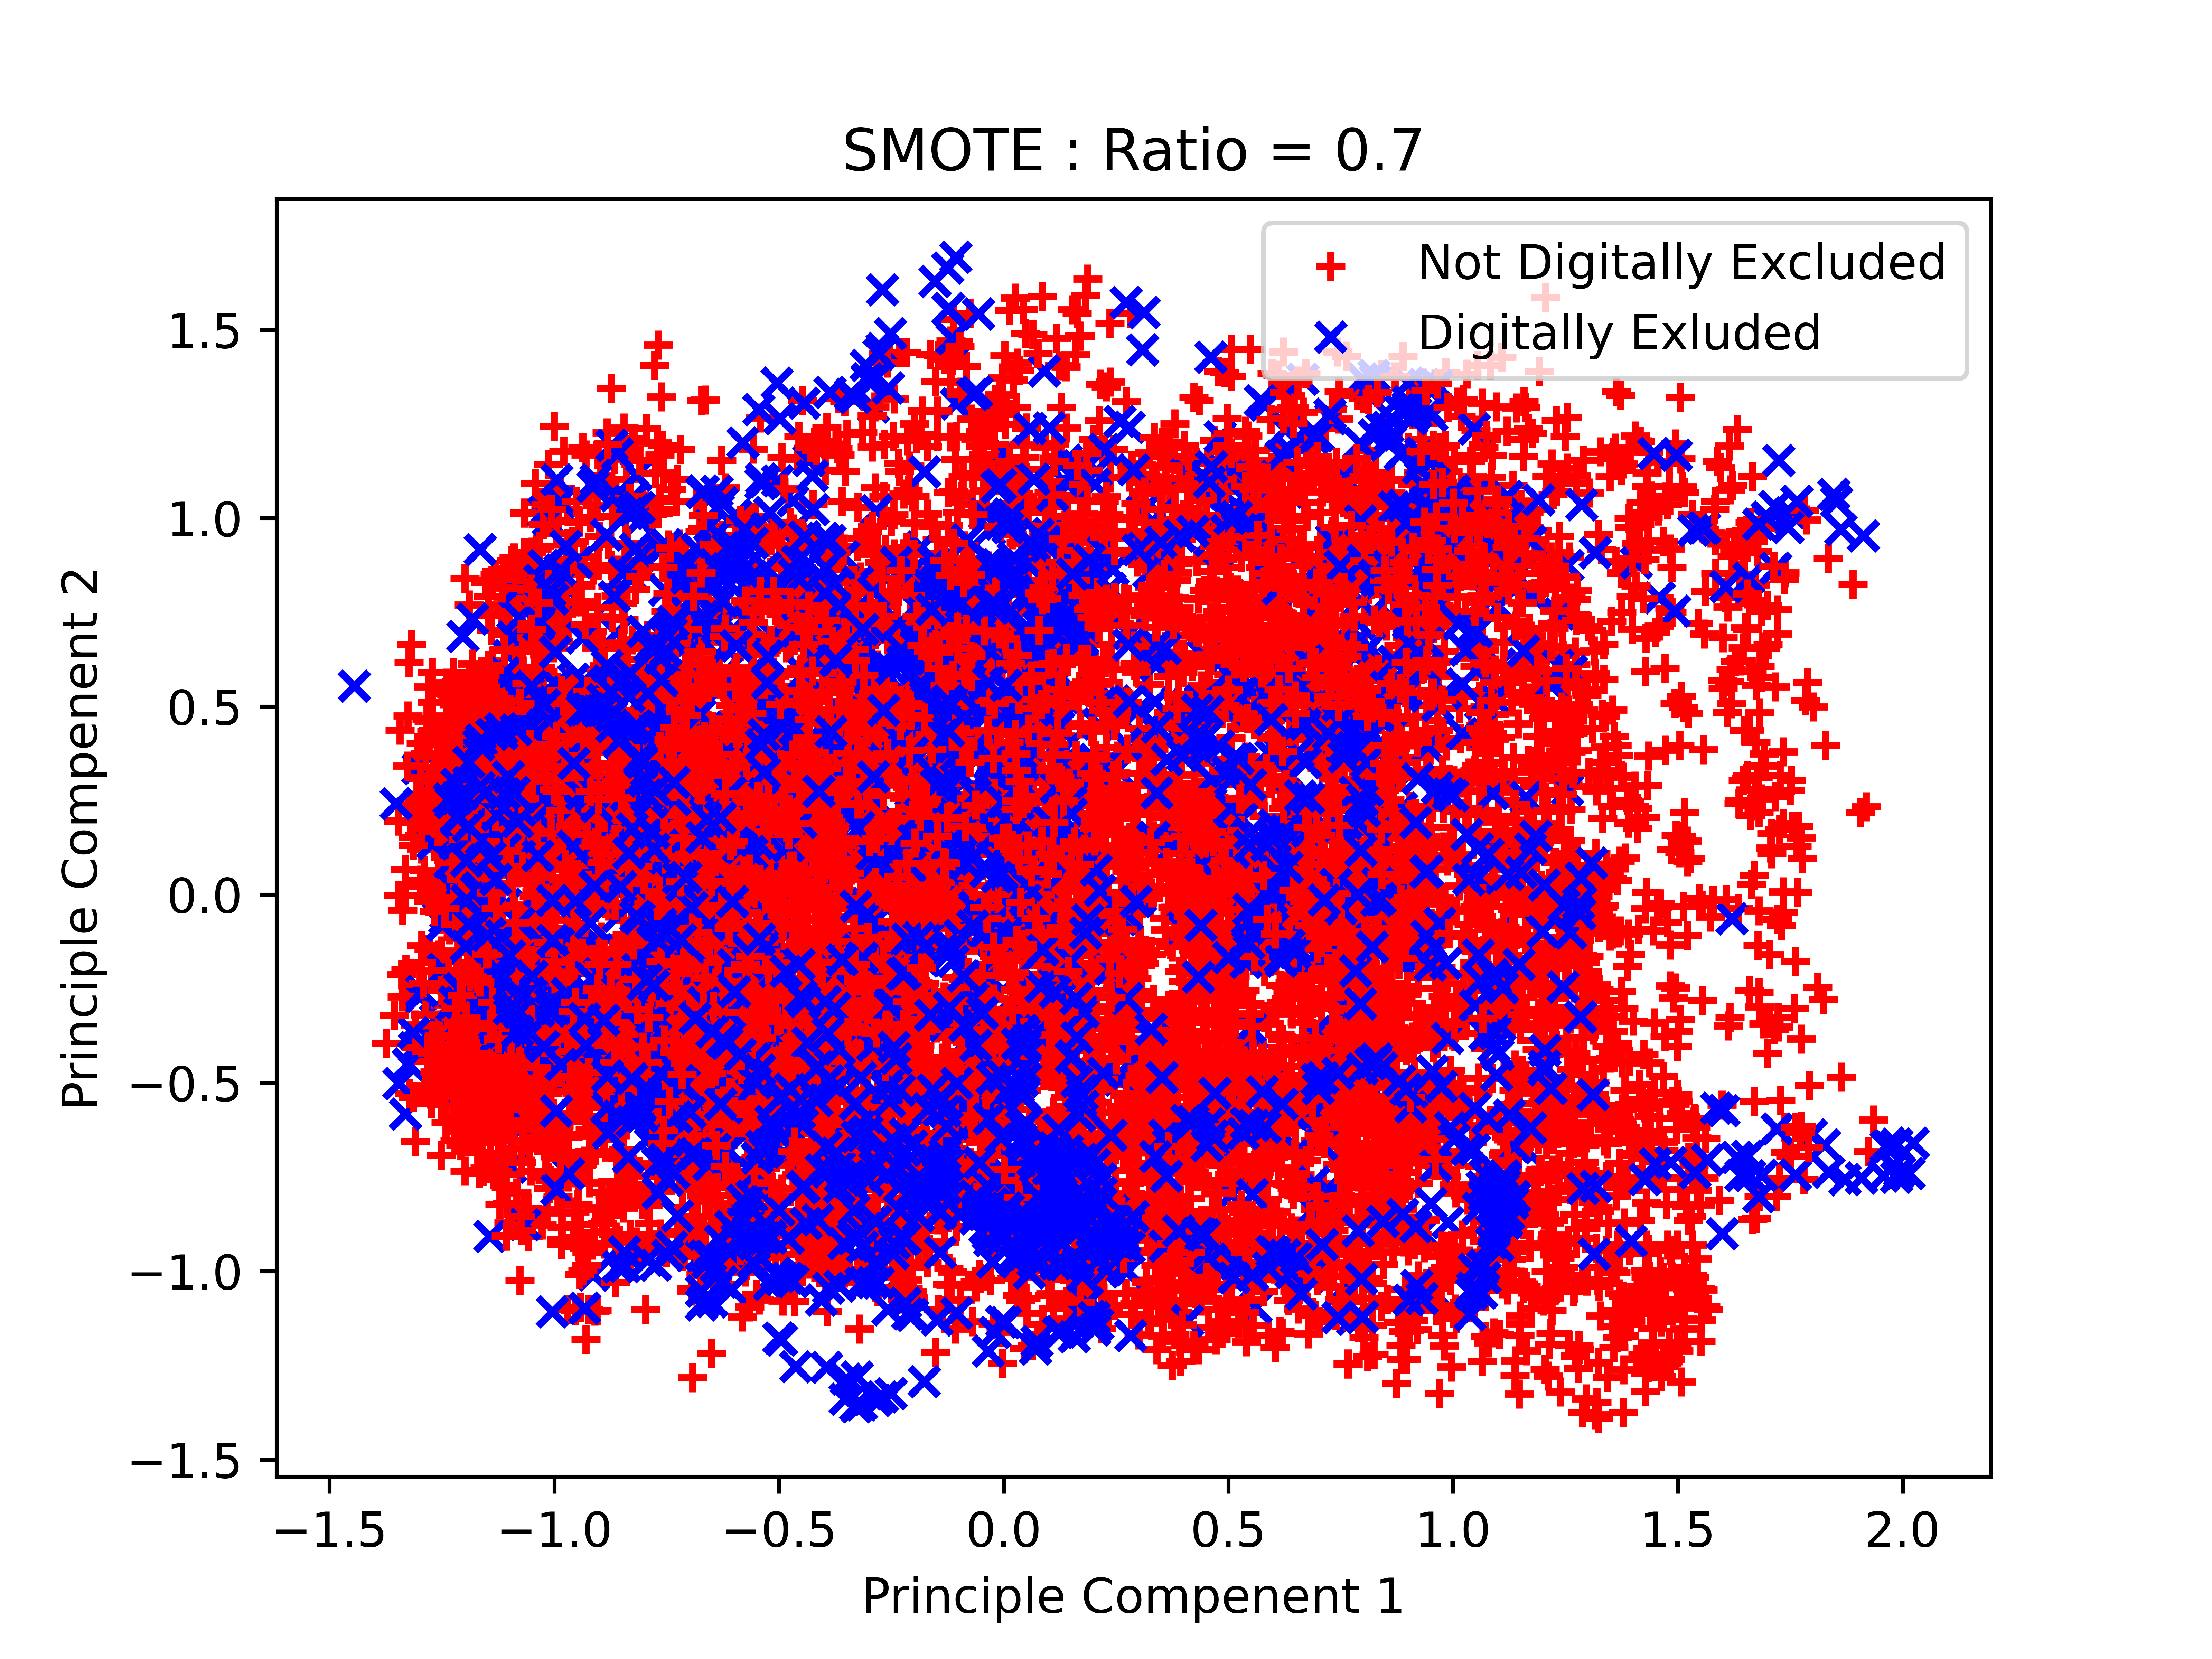 SMOTE : Ratio = 0.7
Not Digitally Excluded
Digitally Exluded
Principle Compenent 2
1.5
1.0
0.5
0.0
−0.5
−1.0
−1.5
−1.5 −1.0 −0.5 0.0 0.5 1.0 1.5 2.0
Principle Compenent 1